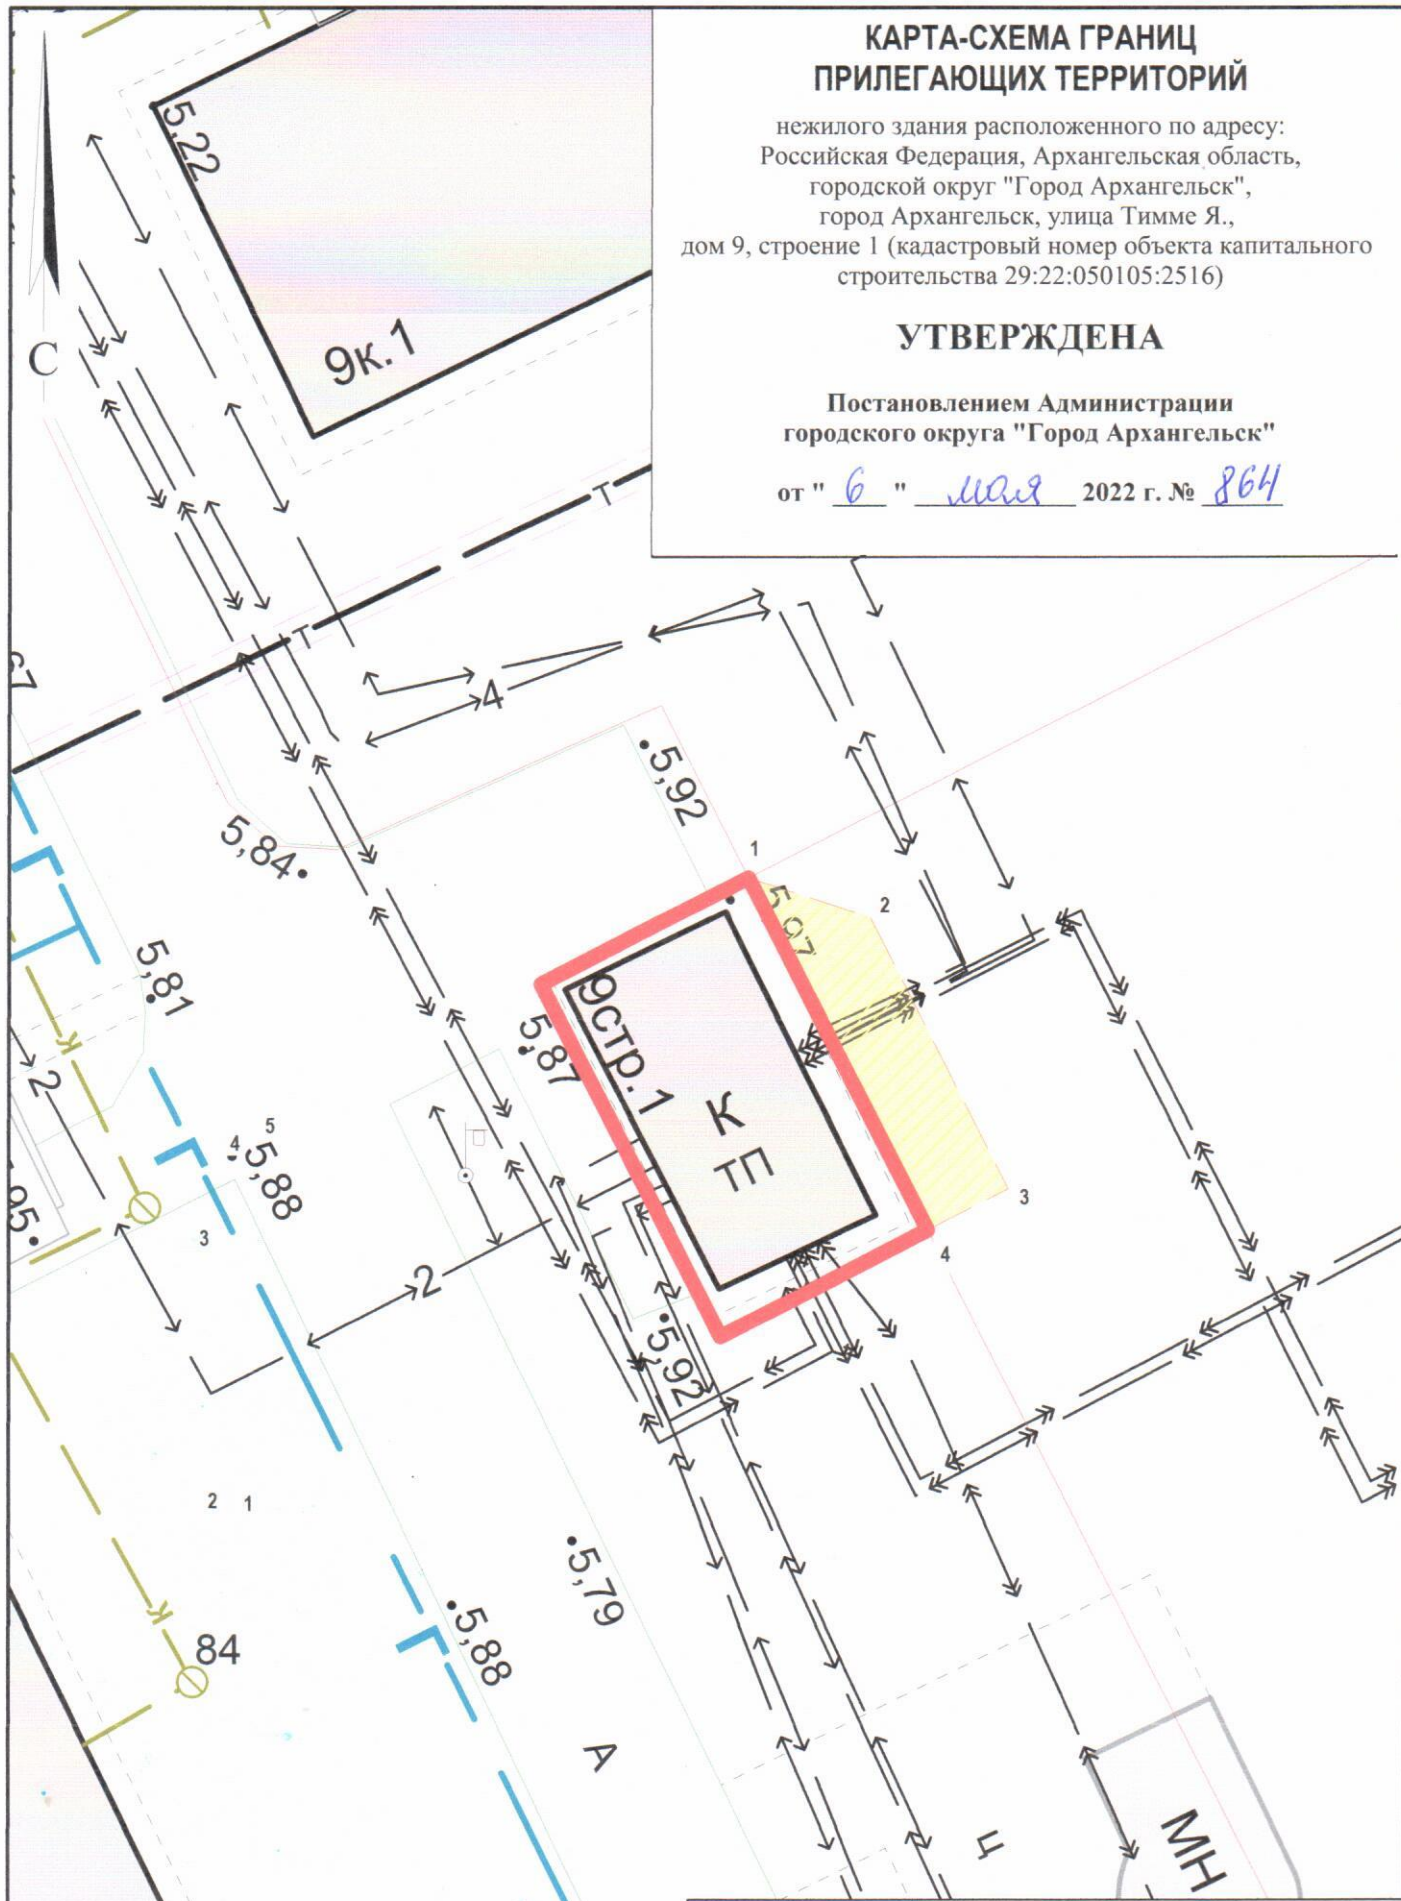 КАРТА-СХЕМА ГРАНИЦ
ПРИЛЕГАЮЩИХ ТЕРРИТОРИЙ
нежилого здания расположенного по адресу:
Российская Федерация, Архангельская область,
городской округ "Город Архангельск",
город Архангельск, улица Тимме Я.,
дом 9, строение 1 (кадастровый номер объекта капитального
строительства 29:22:050105:2516)
УТВЕРЖДЕНА
Постановлением Администрации
городского округа "Город Архангельск"
от " 6 " мая 2022 г. № 864
5,22
9к.1
С
Т
Т
67
4
5,92
5,84
1
2
5,97
5,81
9стр.1
5,87
К
ТП
К
2
4
5
5,88
3
3
4
,95
2
5,92
2
1
5,79
К
84
5,88
А
Ц
МН